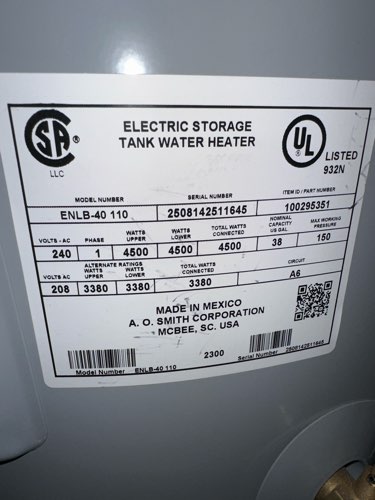 CSA
LLC
ELECTRIC STORAGE
TANK WATER HEATER
UL
LISTED
932N
MODEL NUMBER SERIAL NUMBER ITEM ID / PART NUMBER
ENLB-40 110 2508142511645 100295351
VOLTS - AC PHASE WATTS UPPER WATTS LOWER TOTAL WATTS CONNECTED NOMINAL CAPACITY US GAL. MAX WORKING PRESSURE
240 1 4500 4500 4500 38 150
VOLTS AC ALTERNATE RATINGS WATTS UPPER WATTS LOWER TOTAL WATTS CONNECTED CIRCUIT
208 3380 3380 3380 A6
MADE IN MEXICO
A. O. SMITH CORPORATION
MCBEE, SC. USA
2300
Model Number ENLB-40 110
Serial Number 2508142511645